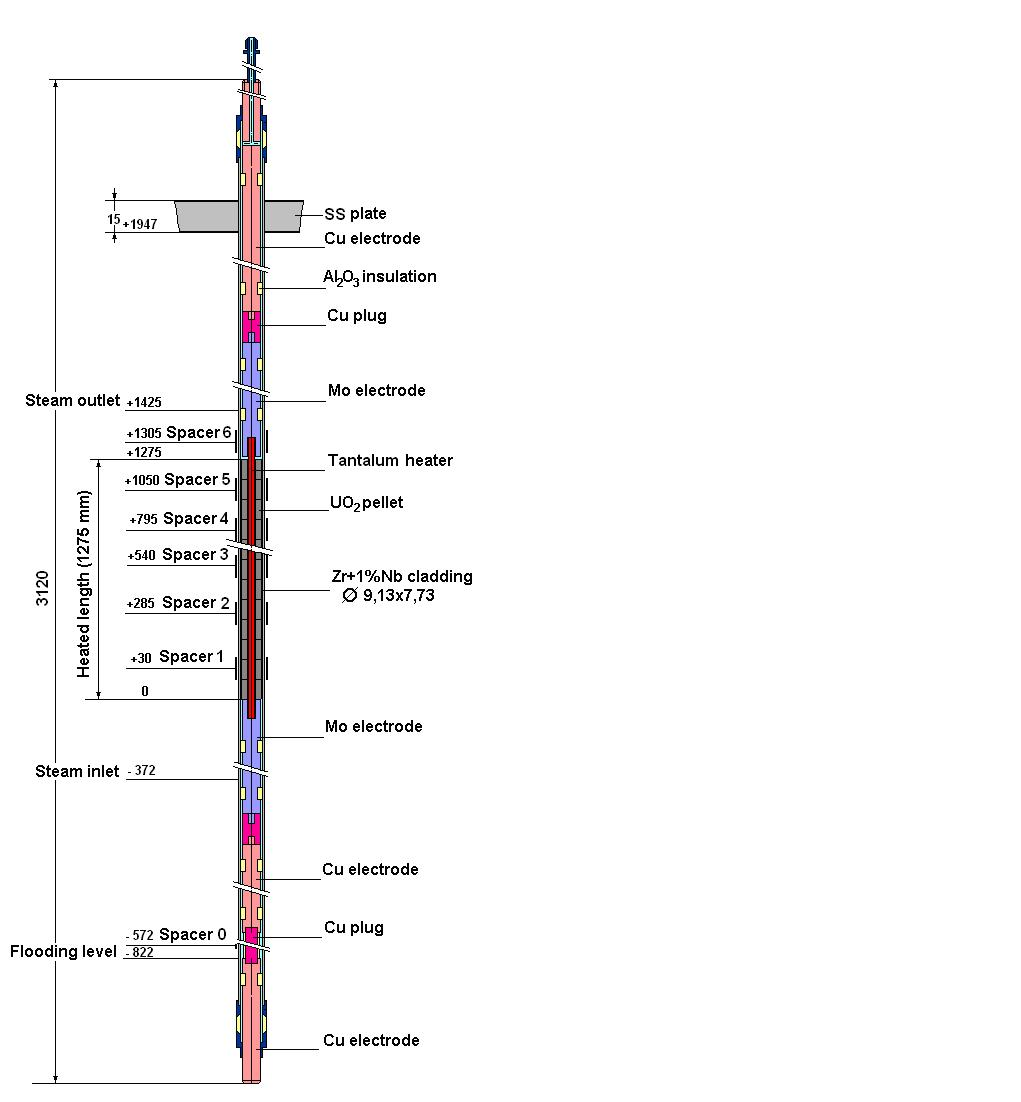 SS plate
15 +1947
Cu electrode
Al2O3 insulation
Cu plug
Mo electrode
Steam outlet +1425
+1305 Spacer 6
+1275
Tantalum heater
+1050 Spacer 5
UO2 pellet
+795 Spacer 4
+540 Spacer 3
Zr+1%Nb cladding
Ø 9,13x7,73
3120
Heated length (1275 mm)
+285 Spacer 2
+30 Spacer 1
0
Mo electrode
Steam inlet - 372
Cu electrode
Cu plug
- 572 Spacer 0
Flooding level - 822
Cu electrode